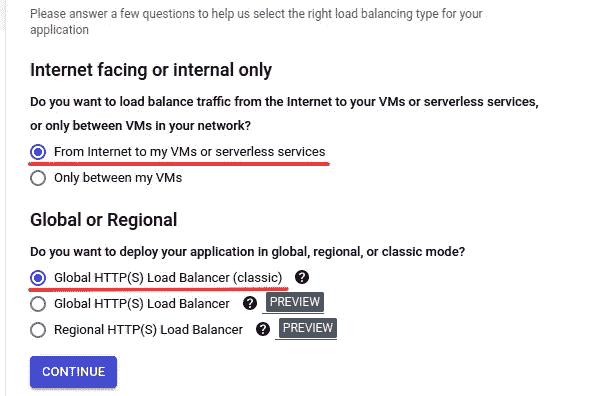 Please answer a few questions to help us select the right load balancing type for your
application
Internet facing or internal only
Do you want to load balance traffic from the Internet to your VMs or serverless services,
or only between VMs in your network?
From Internet to my VMs or serverless services
Only between my VMs
Global or Regional
Do you want to deploy your application in global, regional, or classic mode?
Global HTTP(S) Load Balancer (classic) ?
Global HTTP(S) Load Balancer ? PREVIEW
Regional HTTP(S) Load Balancer ? PREVIEW
CONTINUE